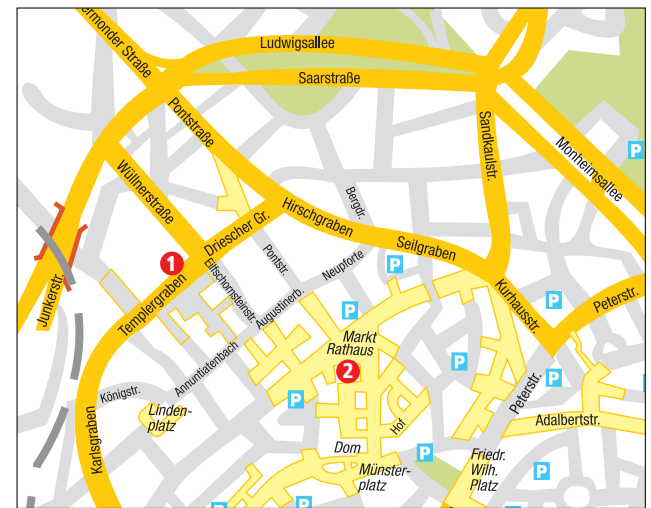 ermonder Straße
Ludwigsallee
Saarstraße
Pontstraße
Sandkaulstr.
Monheimsallee
P
Wüllnerstraße
Bergdr.
Driescher Gr.
Hirschgraben
Seilgraben
1
Pontstr.
Neupforte
P
Eilfschornsteinstr.
Junkerstr.
Templergraben
Augustinerb.
P
Kurhausstr.
P
Peterstr.
Markt
Rathaus
2
Annuntiatenbach
Königstr.
P
P
P
Peterstr.
Linden-
platz
Karlsgraben
Hof
Adalbertstr.
Dom
Münster-
platz
P
Friedr.
Wilh.
Platz
P
P
P